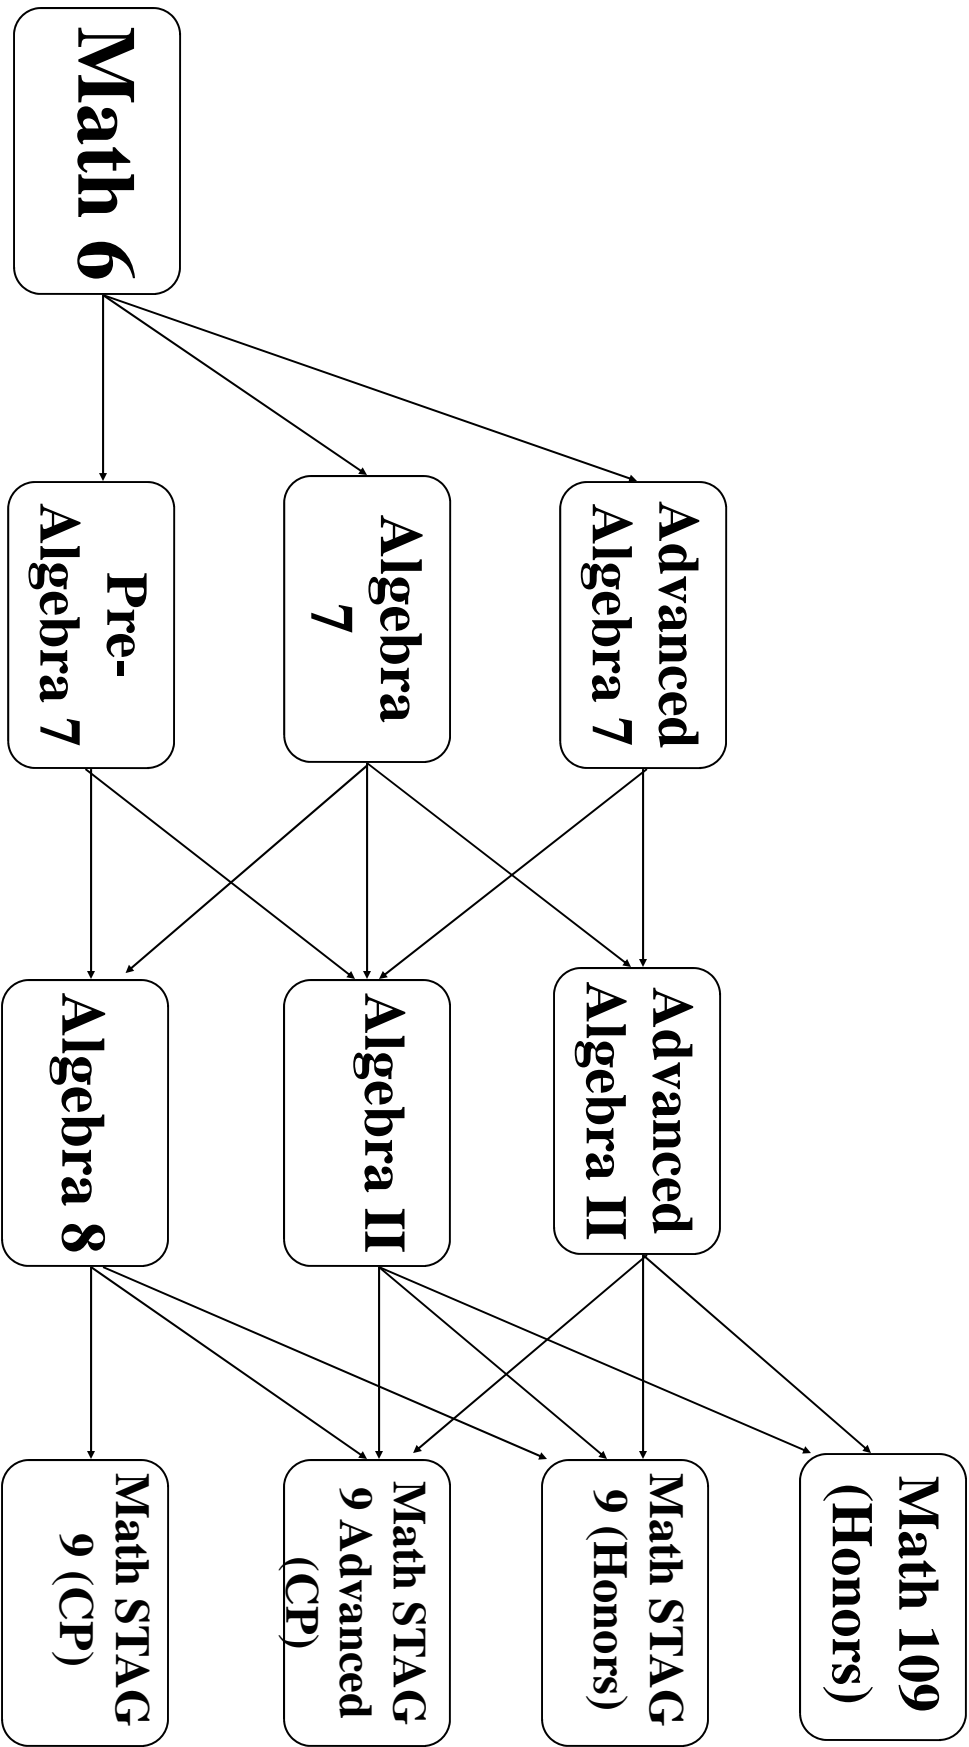 Math 6
Advanced
Algebra 7
Algebra
7
Pre-
Algebra 7
Advanced
Algebra II
Algebra II
Algebra 8
Math 109
(Honors)
Math STAG
9 (Honors)
Math STAG
9 Advanced
(CP)
Math STAG
9 (CP)